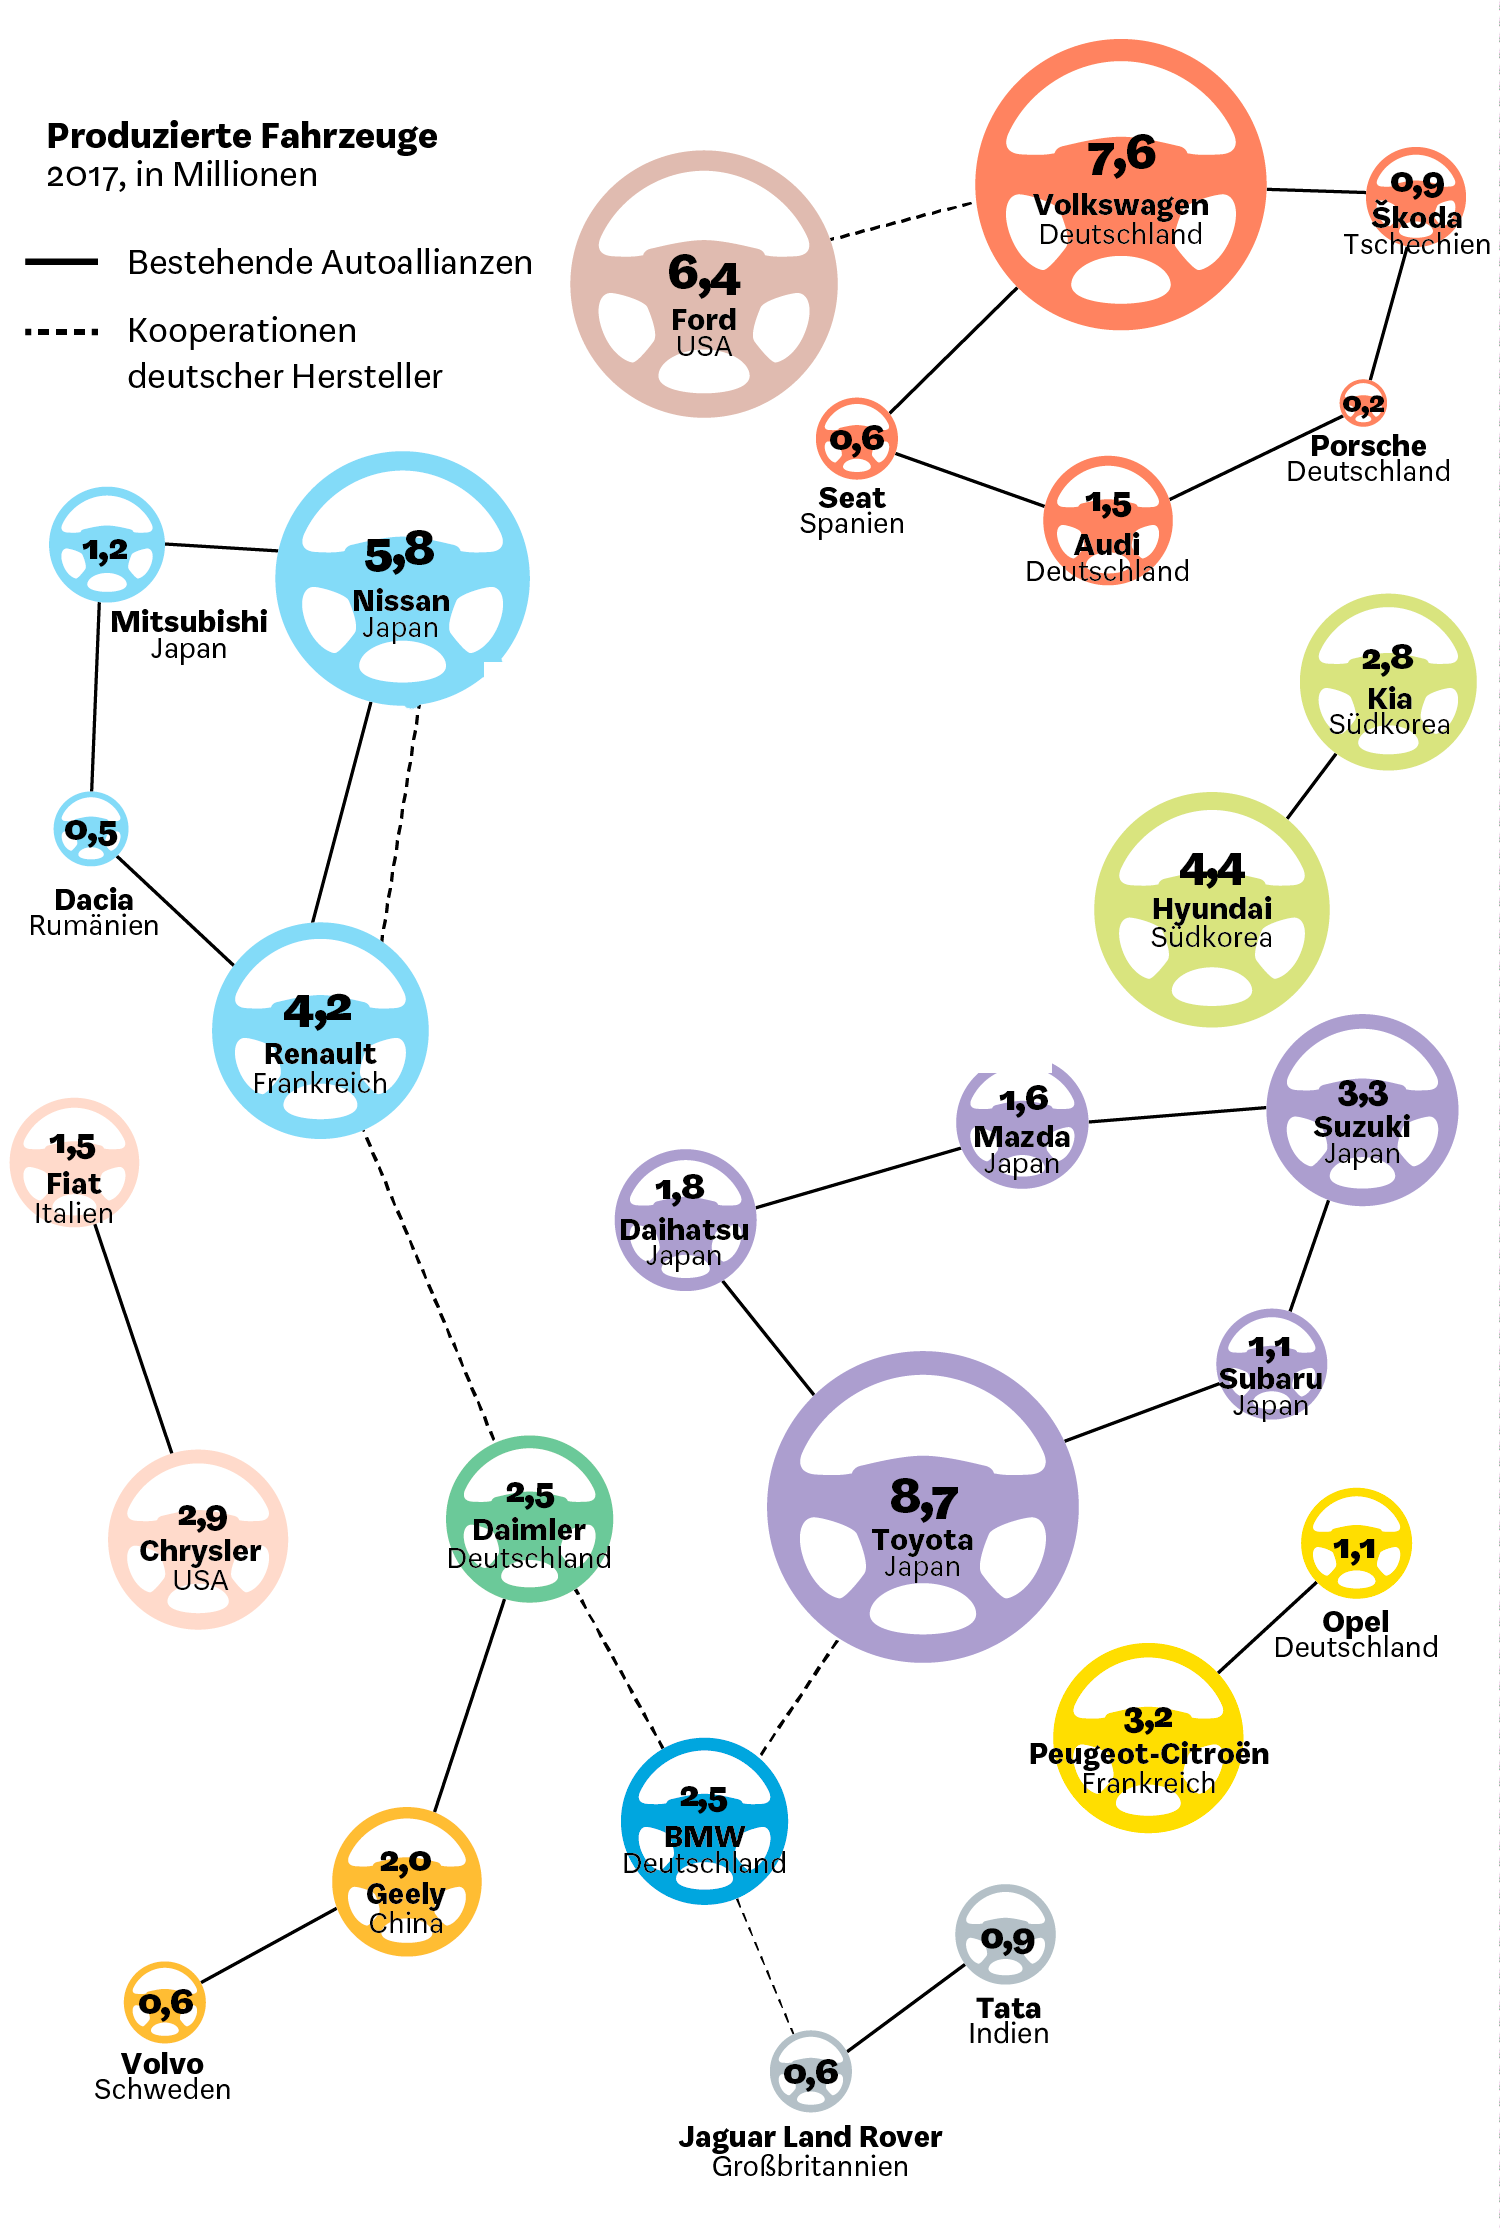 Produzierte Fahrzeuge
2017, in Millionen
Bestehende Autoallianzen
Kooperationen
deutscher Hersteller
7,6
Volkswagen
Deutschland
0,9
Škoda
Tschechien
6,4
Ford
USA
0,2
Porsche
Deutschland
0,6
Seat
Spanien
1,5
Audi
Deutschland
1,2
Mitsubishi
Japan
5,8
Nissan
Japan
2,8
Kia
Südkorea
0,5
Dacia
Rumänien
4,4
Hyundai
Südkorea
4,2
Renault
Frankreich
1,5
Fiat
Italien
1,6
Mazda
Japan
3,3
Suzuki
Japan
1,8
Daihatsu
Japan
1,1
Subaru
Japan
2,9
Chrysler
USA
2,5
Daimler
Deutschland
8,7
Toyota
Japan
1,1
Opel
Deutschland
3,2
Peugeot-Citroën
Frankreich
2,5
BMW
Deutschland
2,0
Geely
China
0,9
Tata
Indien
0,6
Volvo
Schweden
0,6
Jaguar Land Rover
Großbritannien